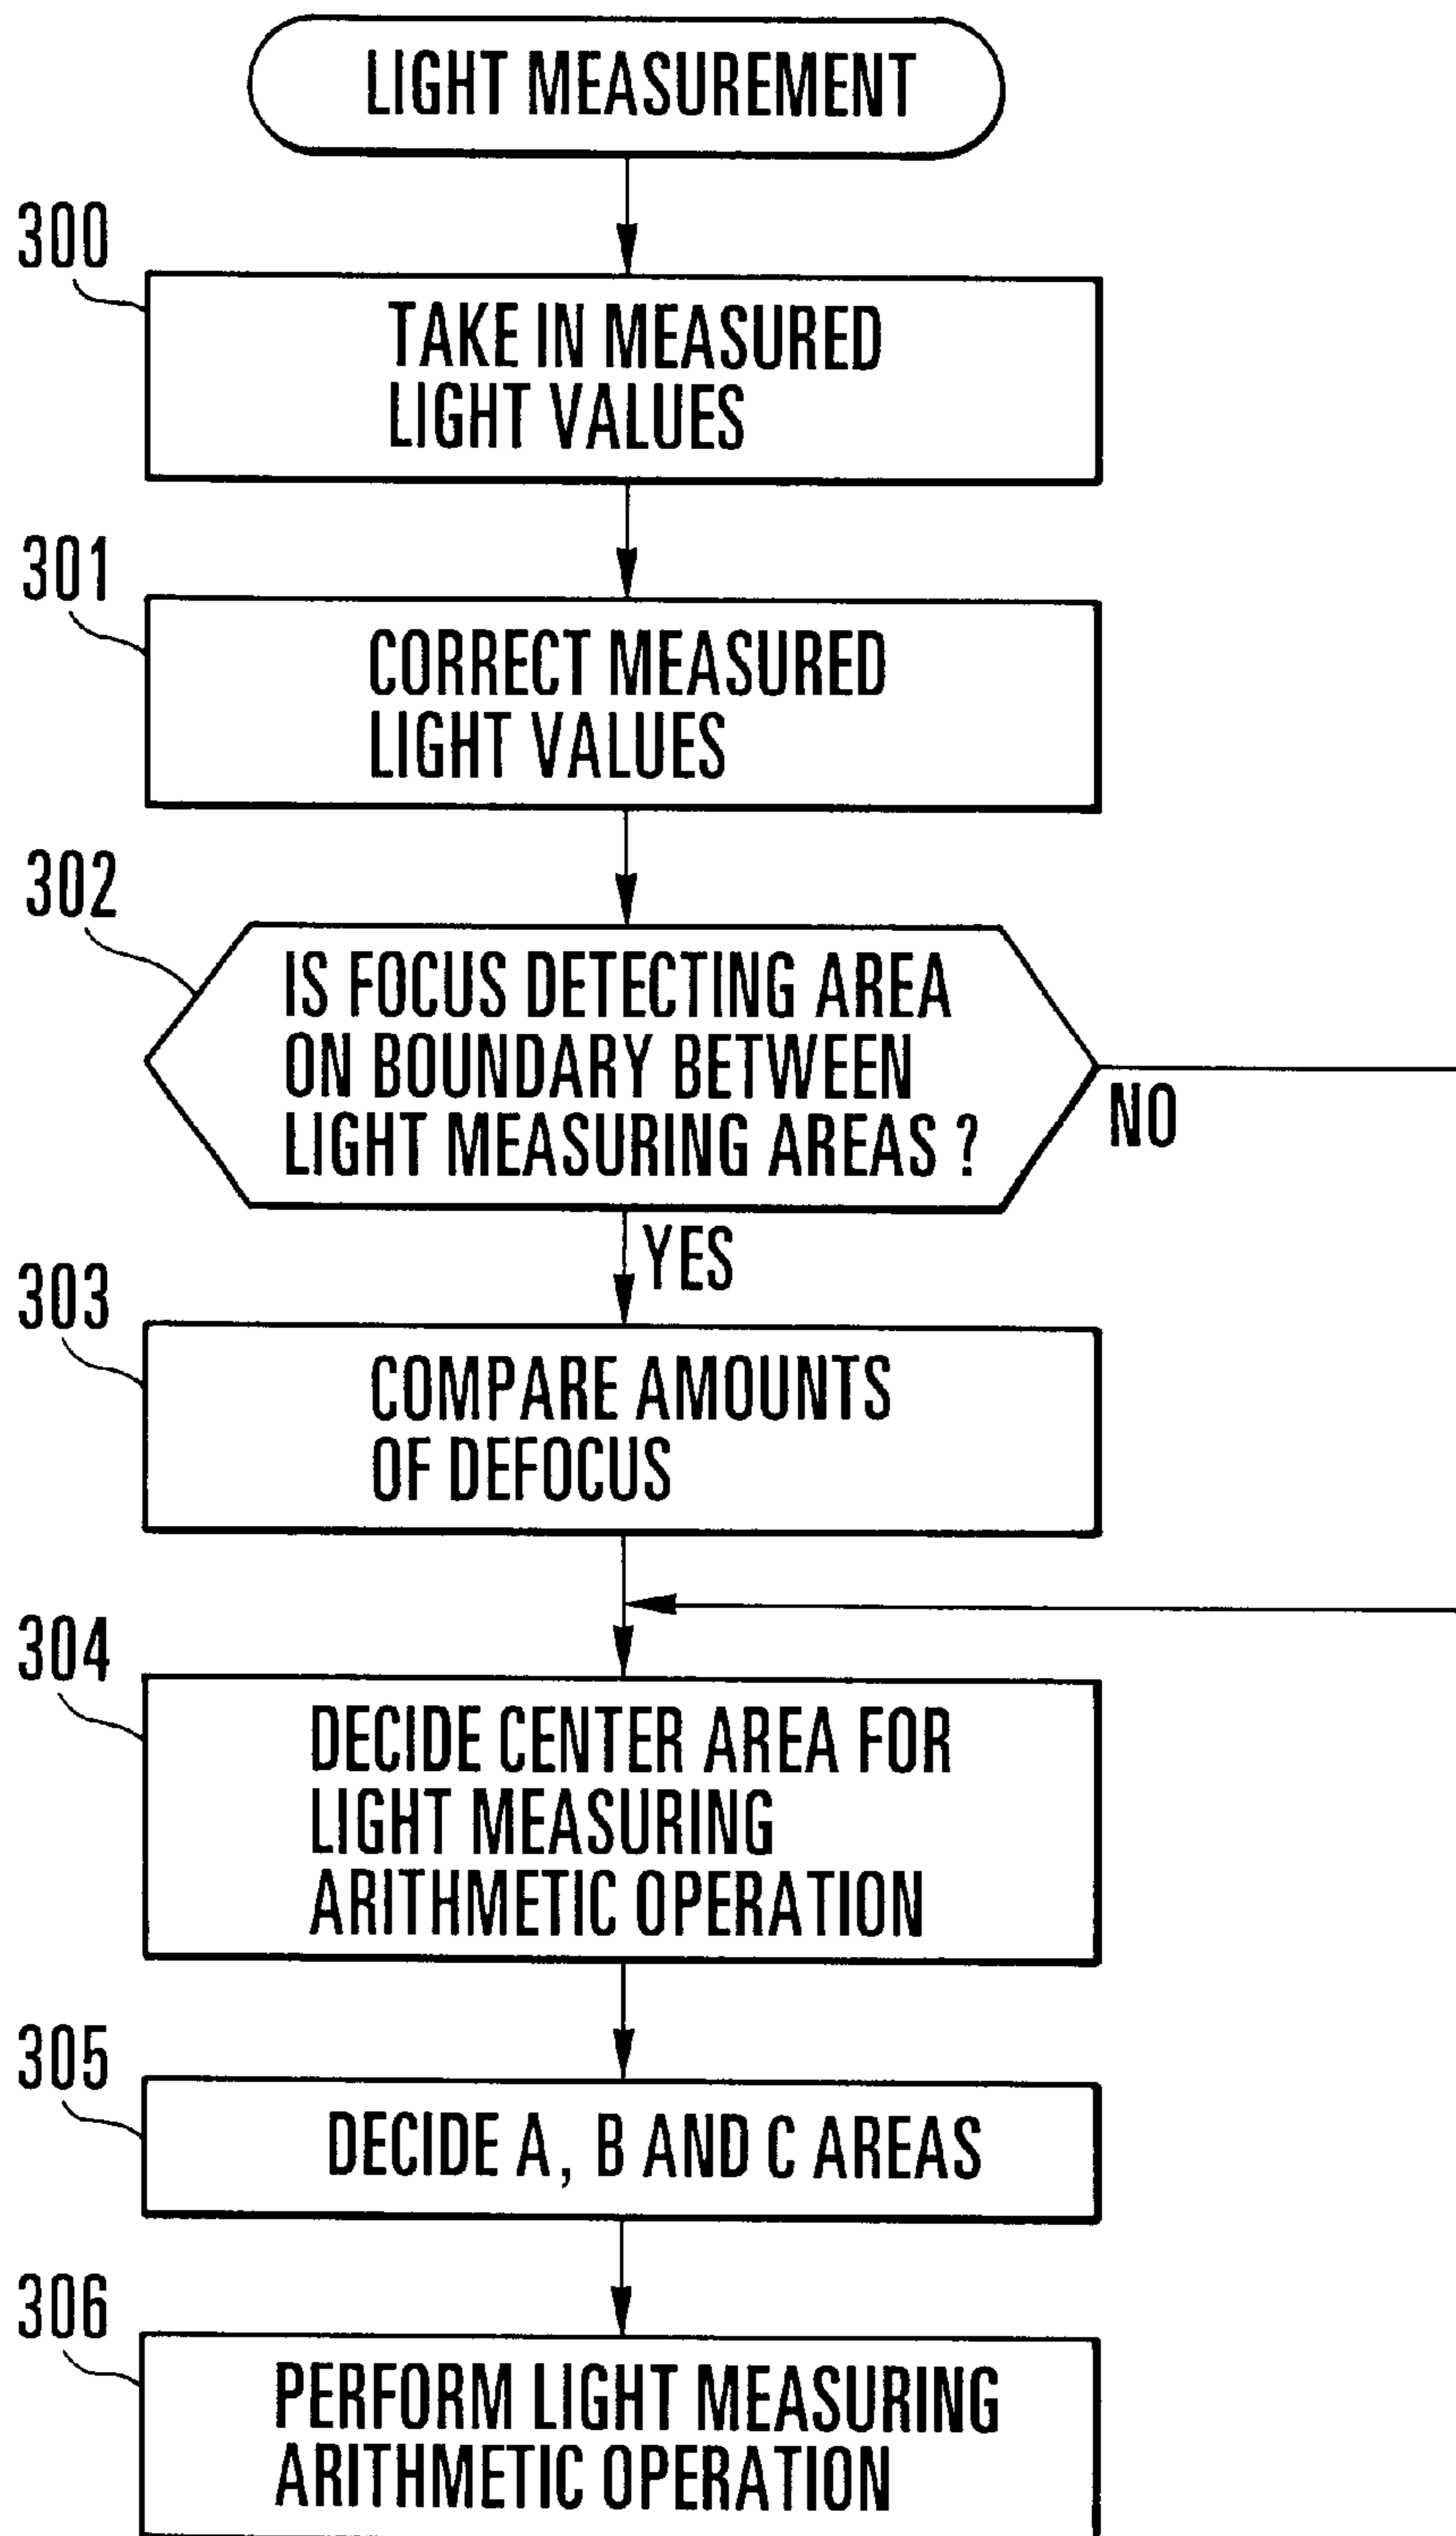 LIGHT MEASUREMENT
300
TAKE IN MEASURED
LIGHT VALUES
301
CORRECT MEASURED
LIGHT VALUES
302
IS FOCUS DETECTING AREA
ON BOUNDARY BETWEEN
LIGHT MEASURING AREAS ?
NO
YES
303
COMPARE AMOUNTS
OF DEFOCUS
304
DECIDE CENTER AREA FOR
LIGHT MEASURING
ARITHMETIC OPERATION
305
DECIDE A, B AND C AREAS
306
PERFORM LIGHT MEASURING
ARITHMETIC OPERATION